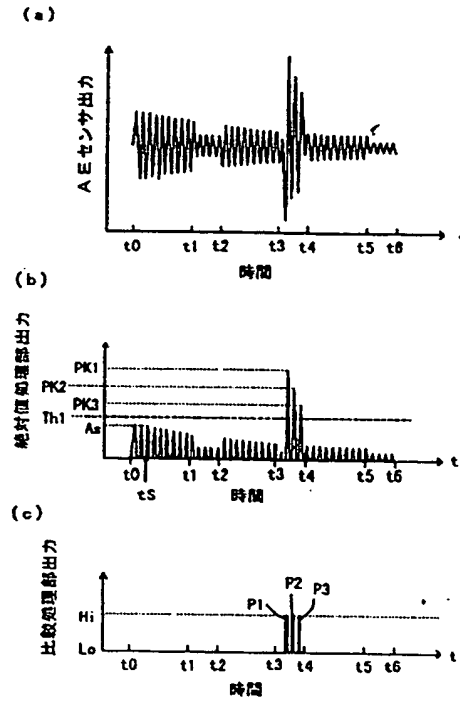 (a)
AEセンサ出力
t0 t1 t2 t3 t4 t5 t6
時間
(b)
絶対値処理部出力
PK1
PK2
PK3
Th1
As
t0 t1 t2 t3 t4 t5 t6 t
tS
時間
(c)
比較処理部出力
P1 P2 P3
Hi
Lo
t0 t1 t2 t3 t4 t5 t6 t
時間